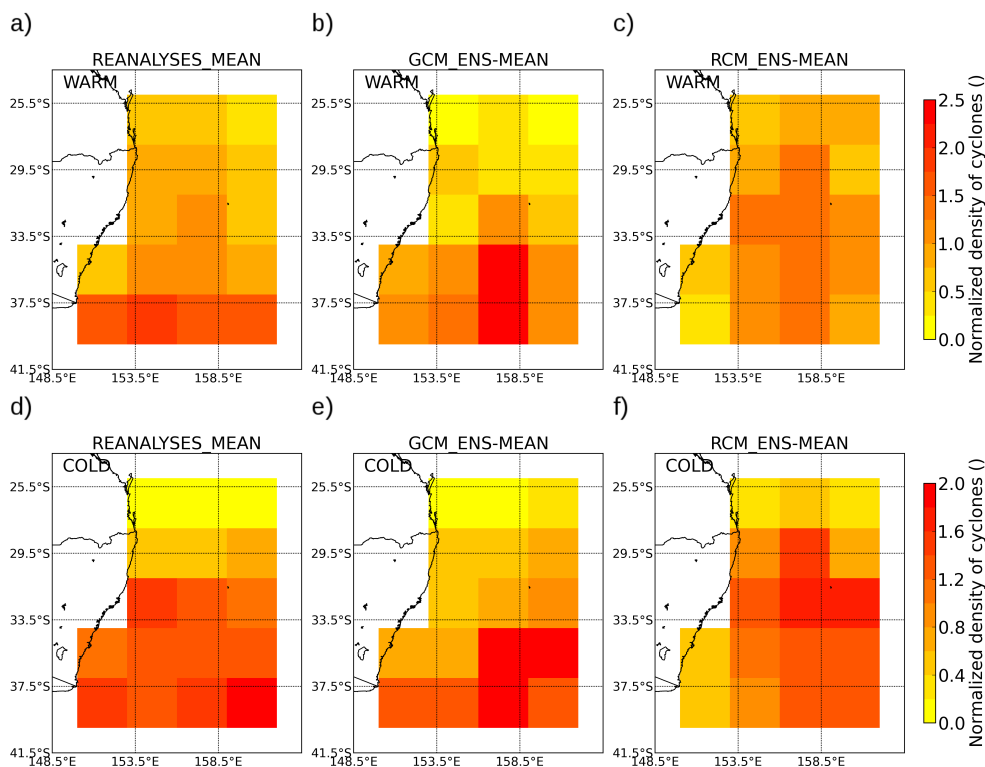 a)
b)
c)
REANALYSES_MEAN
GCM_ENS-MEAN
RCM_ENS-MEAN
WARM
WARM
WARM
25.5°S
29.5°S
33.5°S
37.5°S
41.5°S
148.5°E
153.5°E
158.5°E
25.5°S
29.5°S
33.5°S
37.5°S
41.5°S
148.5°E
153.5°E
158.5°E
25.5°S
29.5°S
33.5°S
37.5°S
41.5°S
148.5°E
153.5°E
158.5°E
2.5
2.0
1.5
1.0
0.5
0.0
Normalized density of cyclones ()
d)
e)
f)
REANALYSES_MEAN
GCM_ENS-MEAN
RCM_ENS-MEAN
COLD
COLD
COLD
25.5°S
29.5°S
33.5°S
37.5°S
41.5°S
148.5°E
153.5°E
158.5°E
25.5°S
29.5°S
33.5°S
37.5°S
41.5°S
148.5°E
153.5°E
158.5°E
25.5°S
29.5°S
33.5°S
37.5°S
41.5°S
148.5°E
153.5°E
158.5°E
2.0
1.6
1.2
0.8
0.4
0.0
Normalized density of cyclones ()